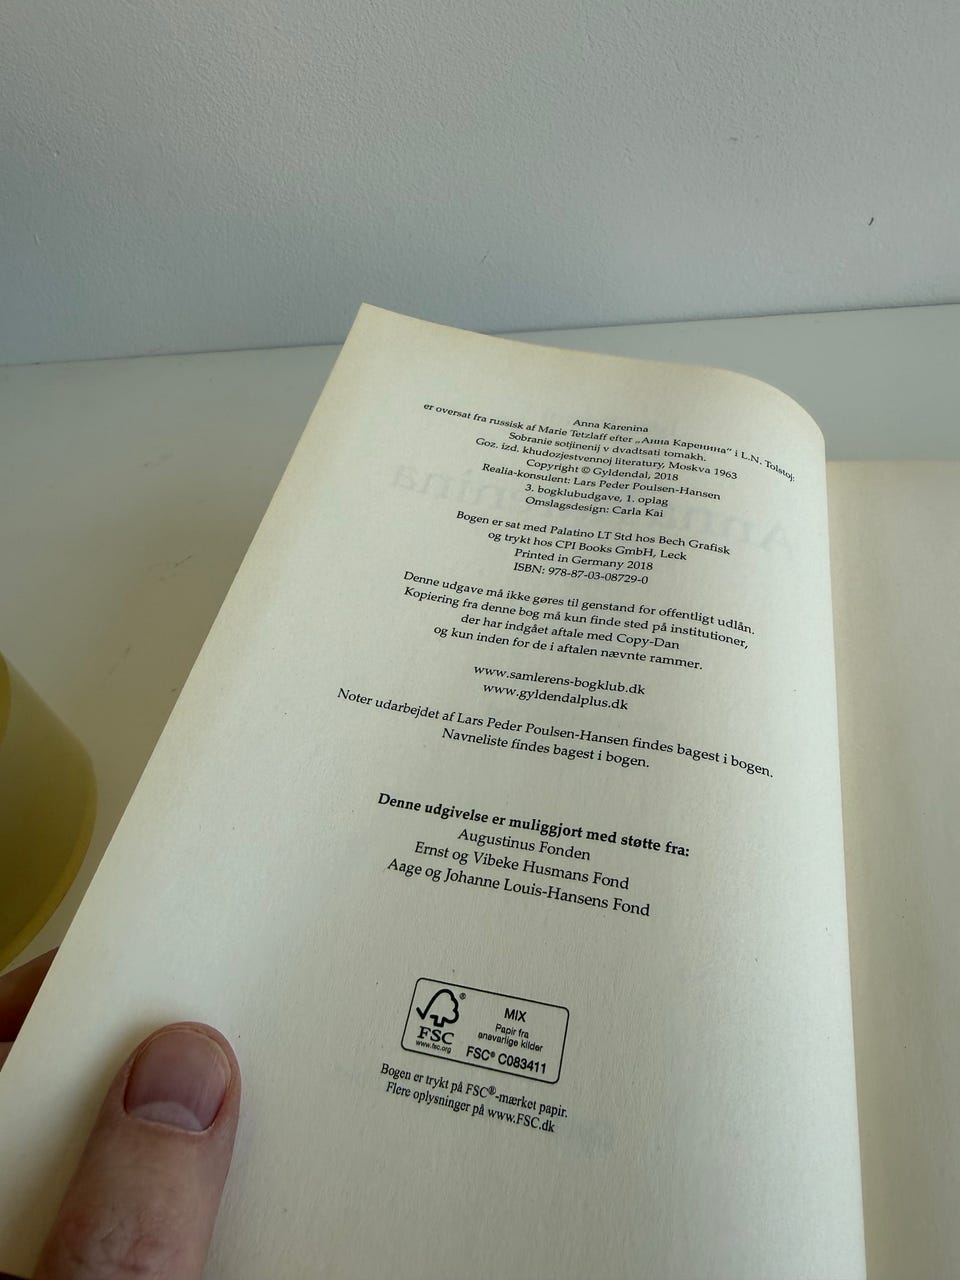 Anna Karenina
er oversat fra russisk af Marie Tetzlaff efter „Анна Каренина“ i L.N. Tolstoj:
Sobranie sotjinenij v dvadtsati tomakh.
Goz. izd. khudozjestvennoj literatury, Moskva 1963
Copyright © Gyldendal, 2018
Realia-konsulent: Lars Peder Poulsen-Hansen
3. bogklubudgave, 1. oplag
Omslagsdesign: Carla Kai
Bogen er sat med Palatino LT Std hos Bech Grafisk
og trykt hos CPI Books GmbH, Leck
Printed in Germany 2018
ISBN: 978-87-03-08729-0
Denne udgave må ikke gøres til genstand for offentligt udlån.
Kopiering fra denne bog må kun finde sted på institutioner,
der har indgået aftale med Copy-Dan
og kun inden for de i aftalen nævnte rammer.
www.samlerens-bogklub.dk
www.gyldendalplus.dk
Noter udarbejdet af Lars Peder Poulsen-Hansen findes bagest i bogen.
Navneliste findes bagest i bogen.
Denne udgivelse er muliggjort med støtte fra:
Augustinus Fonden
Ernst og Vibeke Husmans Fond
Aage og Johanne Louis-Hansens Fond
®
FSC
www.fsc.org
MIX
Papir fra
ansvarlige kilder
FSC® C083411
Bogen er trykt på FSC®-mærket papir.
Flere oplysninger på www.FSC.dk